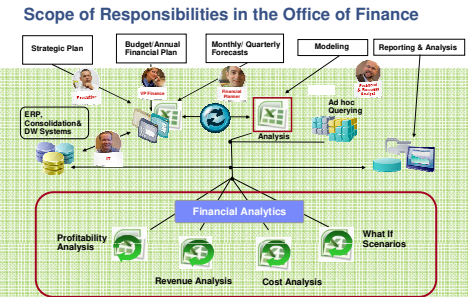 Scope of Responsibilities in the Office of Finance
Strategic Plan
Budget/Annual
Financial Plan
Monthly/ Quarterly
Forecasts
Modeling
Reporting & Analysis
VP Finance
Financial
Planner
ERP,
Consolidation&
DW Systems
IT
Analysis
Ad hoc
Querying
Financial Analytics
Profitability
Analysis
Revenue Analysis
Cost Analysis
What If
Scenarios